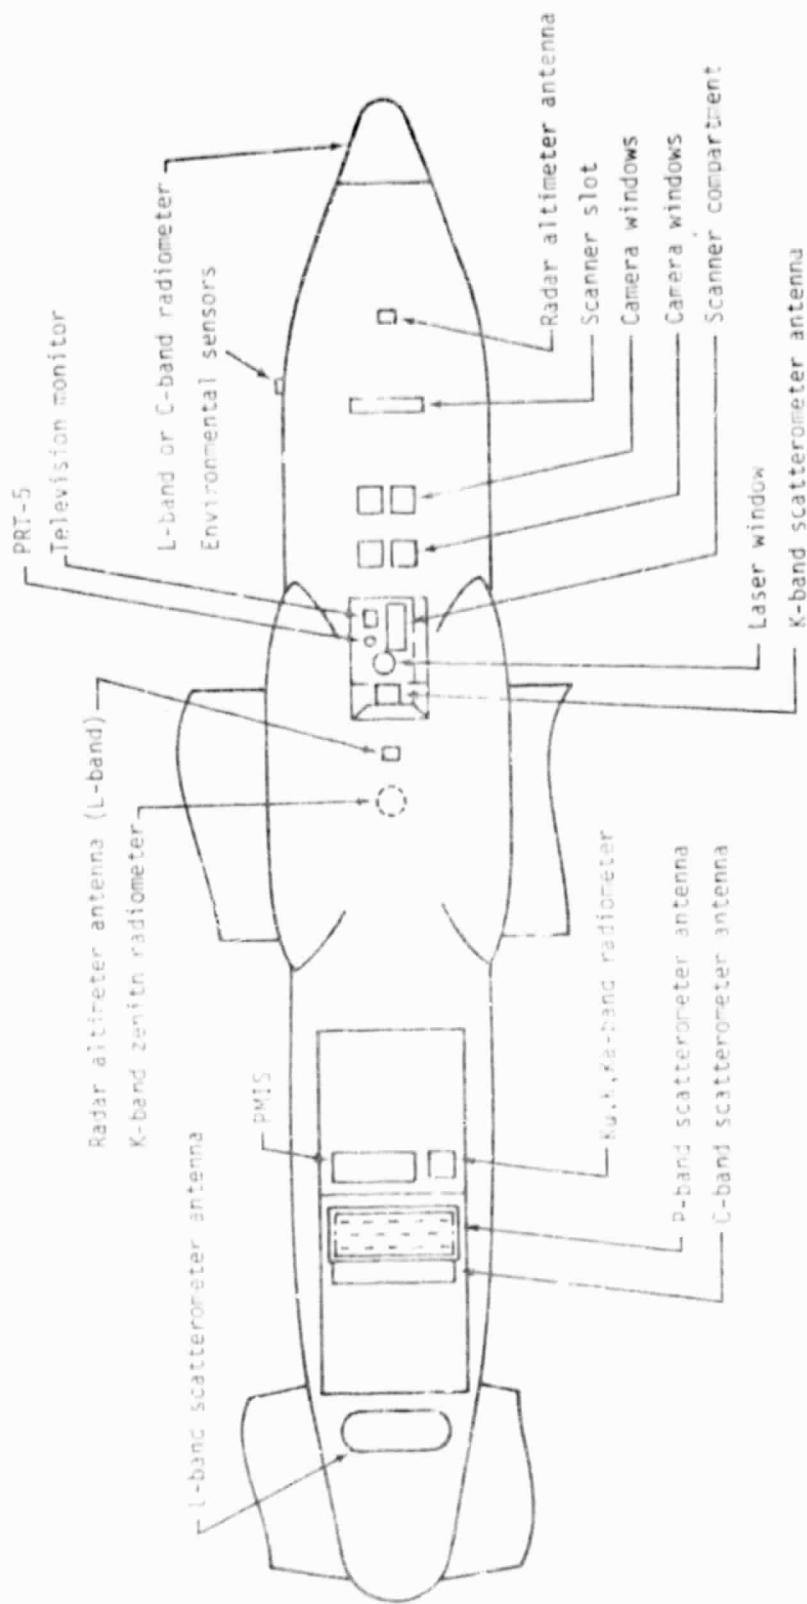 PRT-5
Television monitor
L-band or C-band radiometer
Environmental sensors
Radar altimeter antenna (L-band)
K-band zenith radiometer
PMIS
L-band scatterometer antenna
Radar altimeter antenna
Scanner slot
Camera windows
Camera windows
Scanner compartment
Laser window
K-band scatterometer antenna
Ku,K,Ka-band radiometer
P-band scatterometer antenna
C-band scatterometer antenna